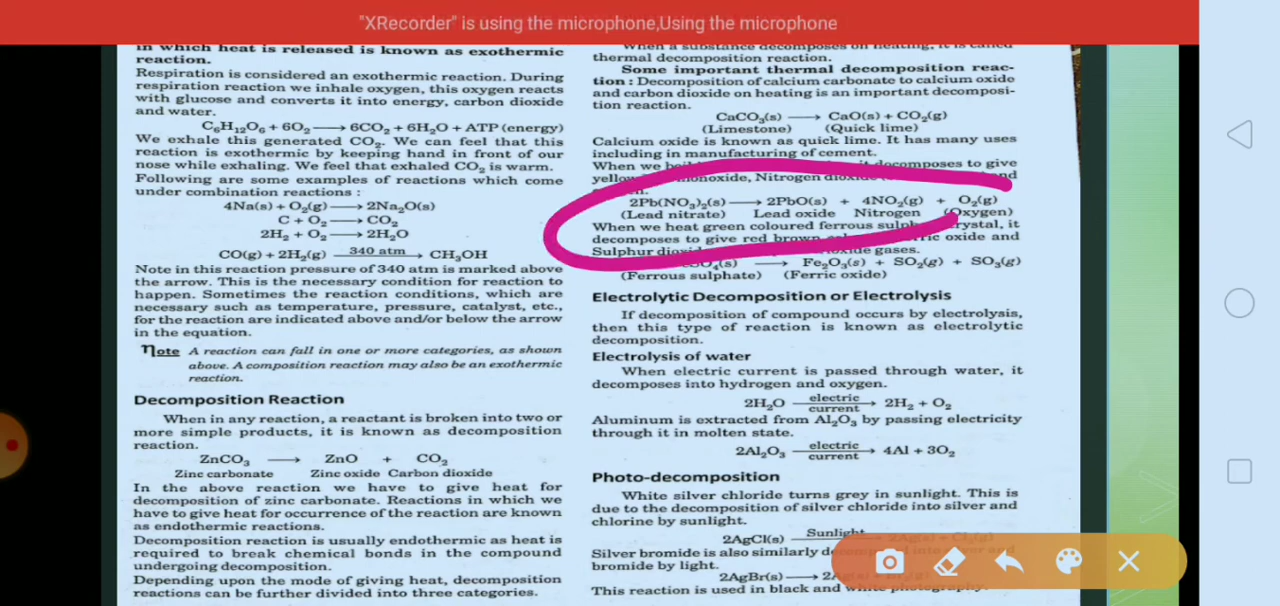 "XRecorder" is using the microphone,Using the microphone
in which heat is released is known as exothermic
reaction.
Respiration is considered an exothermic reaction. During
respiration reaction we inhale oxygen, this oxygen reacts
with glucose and converts it into energy, carbon dioxide
and water.
C₆H₁₂O₆ + 6O₂ ⟶ 6CO₂ + 6H₂O + ATP (energy)
We exhale this generated CO₂. We can feel that this
reaction is exothermic by keeping hand in front of our
nose while exhaling. We feel that exhaled CO₂ is warm.
Following are some examples of reactions which come
under combination reactions :
4Na(s) + O₂(g) ⟶ 2Na₂O(s)
C + O₂ ⟶ CO₂
2H₂ + O₂ ⟶ 2H₂O
CO(g) + 2H₂(g) 340 atm ⟶ CH₃OH
Note in this reaction pressure of 340 atm is marked above
the arrow. This is the necessary condition for reaction to
happen. Sometimes the reaction conditions, which are
necessary such as temperature, pressure, catalyst, etc.,
for the reaction are indicated above and/or below the arrow
in the equation.
Note A reaction can fall in one or more categories, as shown
above. A composition reaction may also be an exothermic
reaction.
Decomposition Reaction
When in any reaction, a reactant is broken into two or
more simple products, it is known as decomposition
reaction.
ZnCO₃ ⟶ ZnO + CO₂
Zinc carbonate Zinc oxide Carbon dioxide
In the above reaction we have to give heat for
decomposition of zinc carbonate. Reactions in which we
have to give heat for occurrence of the reaction are known
as endothermic reactions.
Decomposition reaction is usually endothermic as heat is
required to break chemical bonds in the compound
undergoing decomposition.
Depending upon the mode of giving heat, decomposition
reactions can be further divided into three categories.
When a substance decomposes on heating, it is called
thermal decomposition reaction.
Some important thermal decomposition reac-
tion : Decomposition of calcium carbonate to calcium oxide
and carbon dioxide on heating is an important decomposi-
tion reaction.
CaCO₃(s) ⟶ CaO(s) + CO₂(g)
(Limestone) (Quick lime)
Calcium oxide is known as quick lime. It has many uses
including in manufacturing of cement.
When we decomposes to give
Nitrogen
2Pb(NO₃)₂(s) ⟶ 2PbO(s) + 4NO₂(g) + O₂(g)
(Lead nitrate) Lead oxide Nitrogen (Oxygen)
When we heat green coloured ferrous crystal, it
decomposes to give red brown oxide and
Sulphur gases.
⟶ Fe₂O₃(s) + SO₂(g) + SO₃(g)
(Ferrous sulphate) (Ferric oxide)
Electrolytic Decomposition or Electrolysis
If decomposition of compound occurs by electrolysis,
then this type of reaction is known as electrolytic
decomposition.
Electrolysis of water
When electric current is passed through water, it
decomposes into hydrogen and oxygen.
2H₂O electric current ⟶ 2H₂ + O₂
Aluminum is extracted from Al₂O₃ by passing electricity
through it in molten state.
2Al₂O₃ electric current ⟶ 4Al + 3O₂
Photo-decomposition
White silver chloride turns grey in sunlight. This is
due to the decomposition of silver chloride into silver and
chlorine by sunlight.
2AgCl(s) Sunlight
Silver bromide is also similarly
bromide by light.
2AgBr(s) ⟶
This reaction is used in black and white photography.